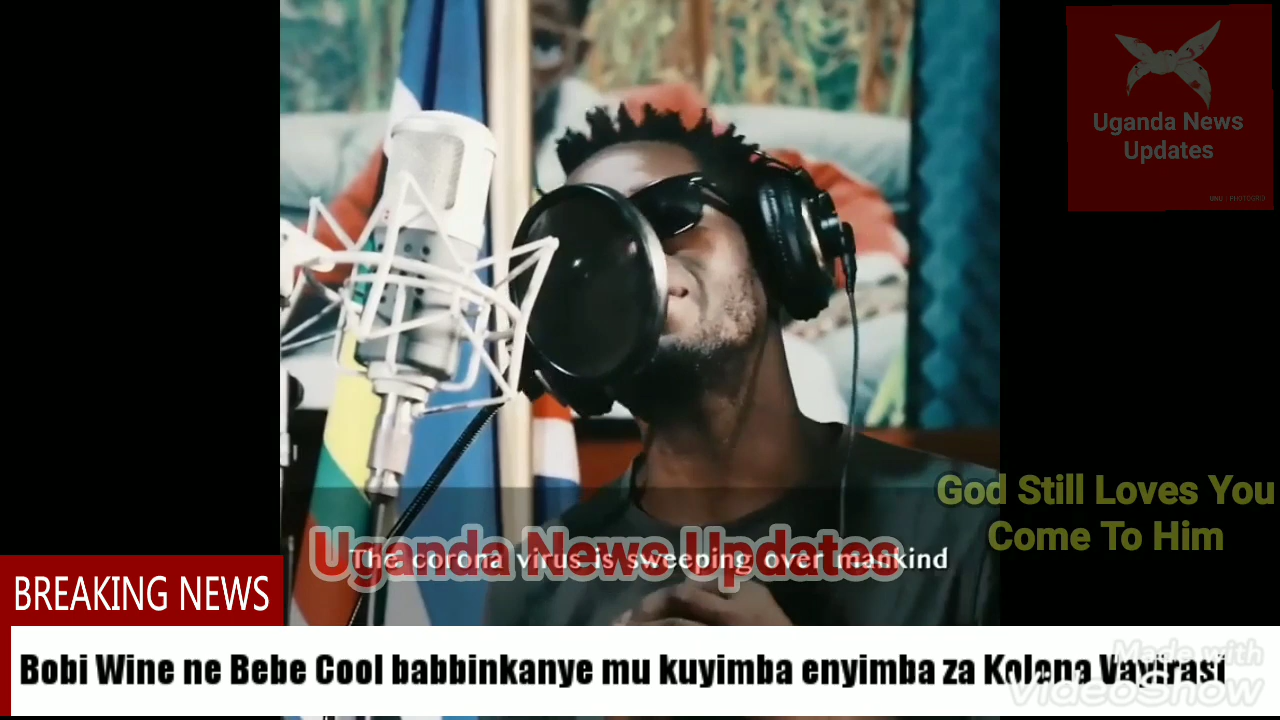 Uganda News
Updates
God Still Loves You
Come To Him
Uganda News Updates
The corona virus is sweeping over mankind
BREAKING NEWS
Bobi Wine ne Bebe Cool babbinkanye mu kuyimba enyimba za Kolona Vayirasi
Made with
VideoShow